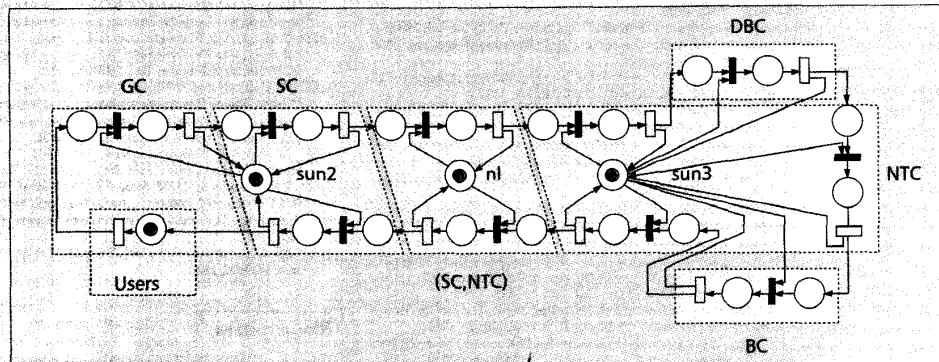 DBC
GC SC
sun2 nl sun3
NTC
Users
(SC,NTC)
BC